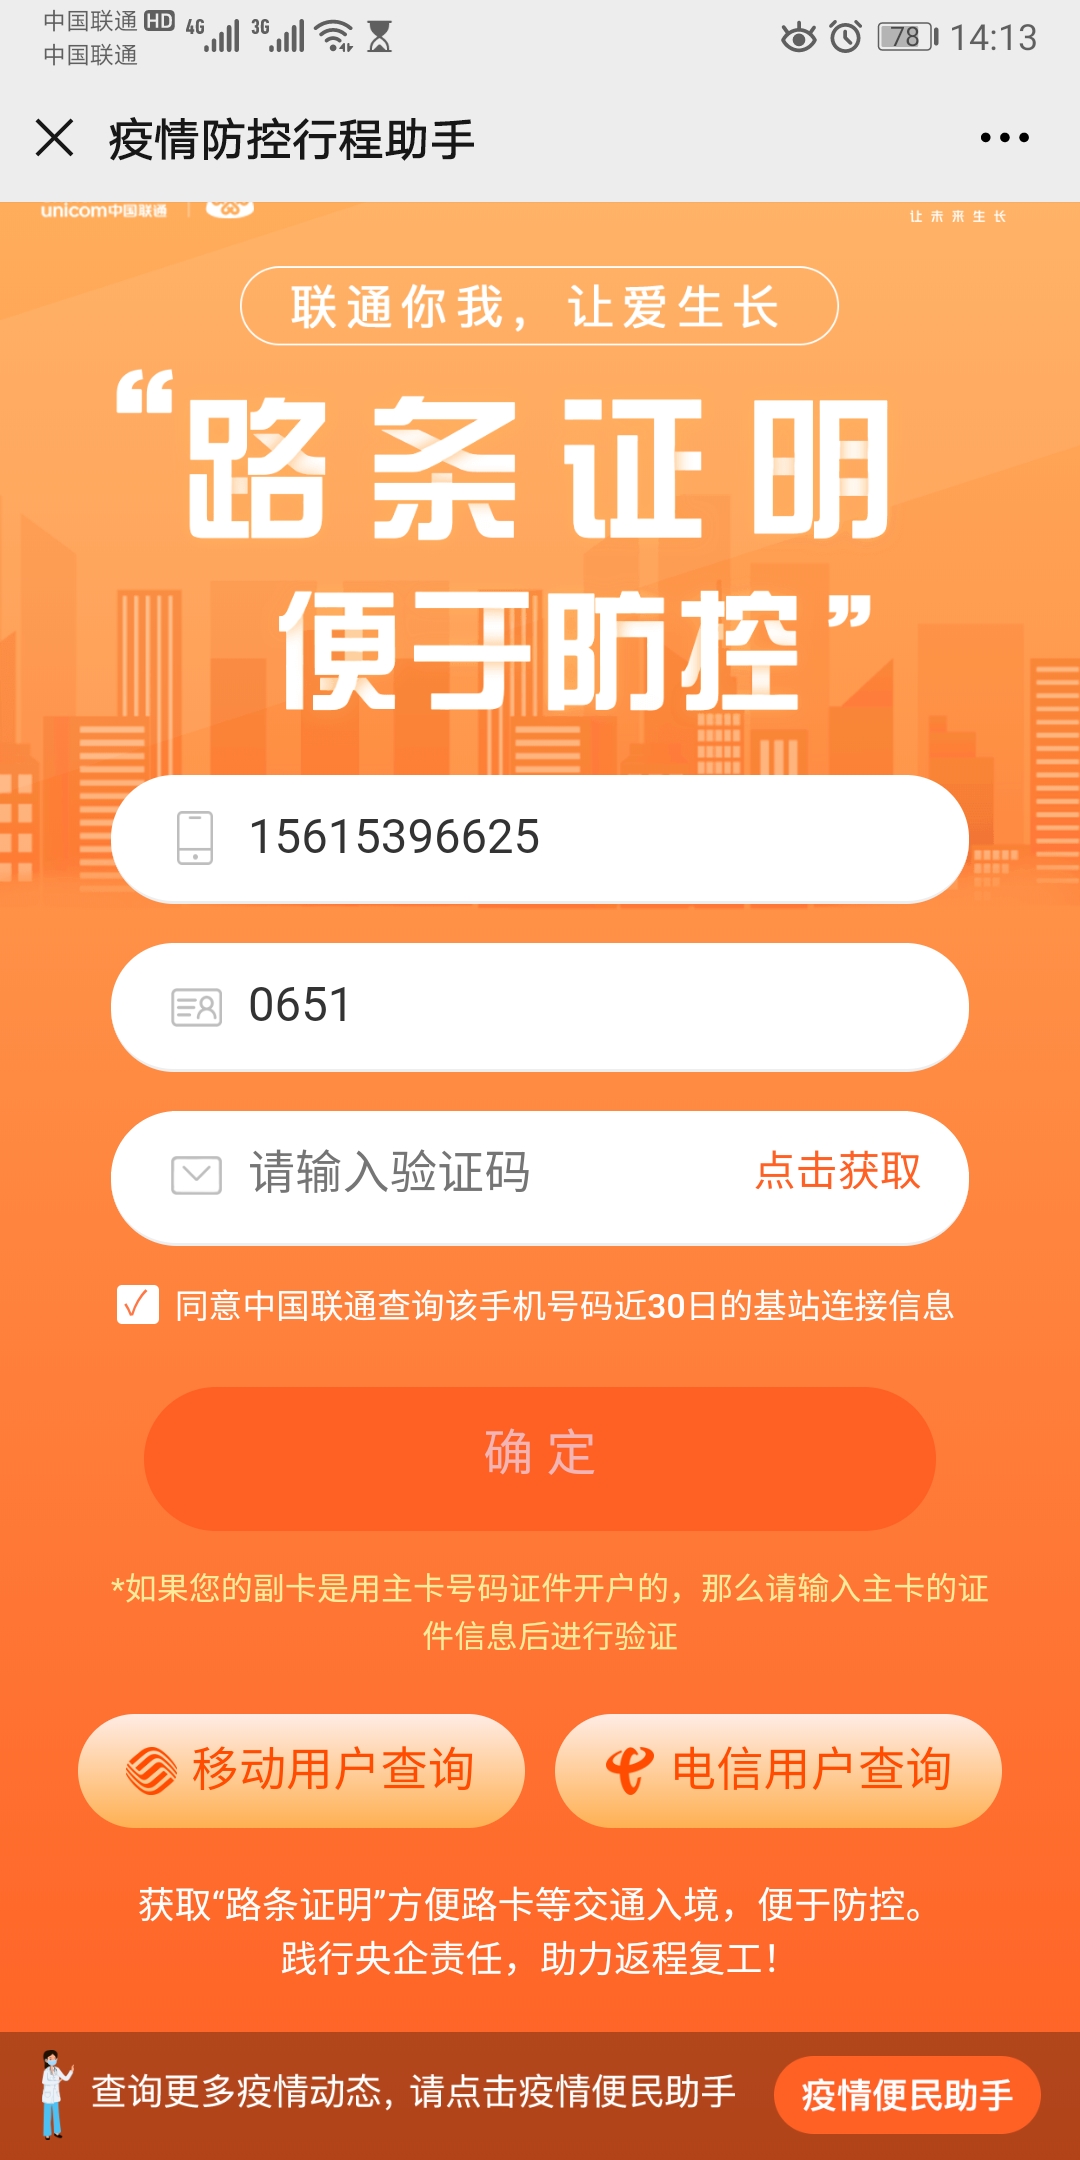 中国联通 HD 4G 3G 78 14:13
中国联通
疫情防控行程助手
unicom中国联通
让未来生长
联通你我，让爱生长
“路条证明
便于防控”
15615396625
0651
请输入验证码 点击获取
同意中国联通查询该手机号码近30日的基站连接信息
确定
*如果您的副卡是用主卡号码证件开户的，那么请输入主卡的证
件信息后进行验证
移动用户查询 电信用户查询
获取“路条证明”方便路卡等交通入境，便于防控。
践行央企责任，助力返程复工！
查询更多疫情动态, 请点击疫情便民助手 疫情便民助手